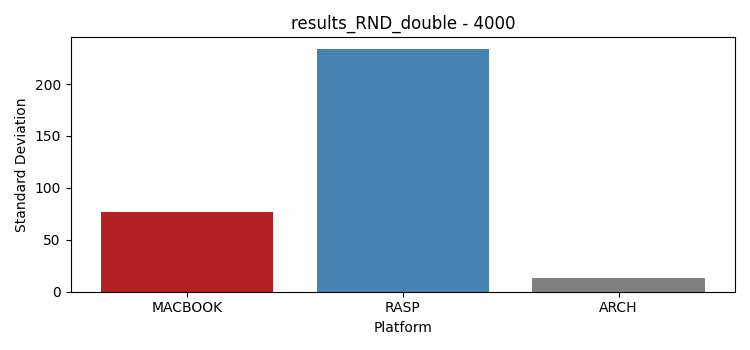 results_RND_double - 4000
Standard Deviation
200
150
100
50
0
MACBOOK
RASP
ARCH
Platform